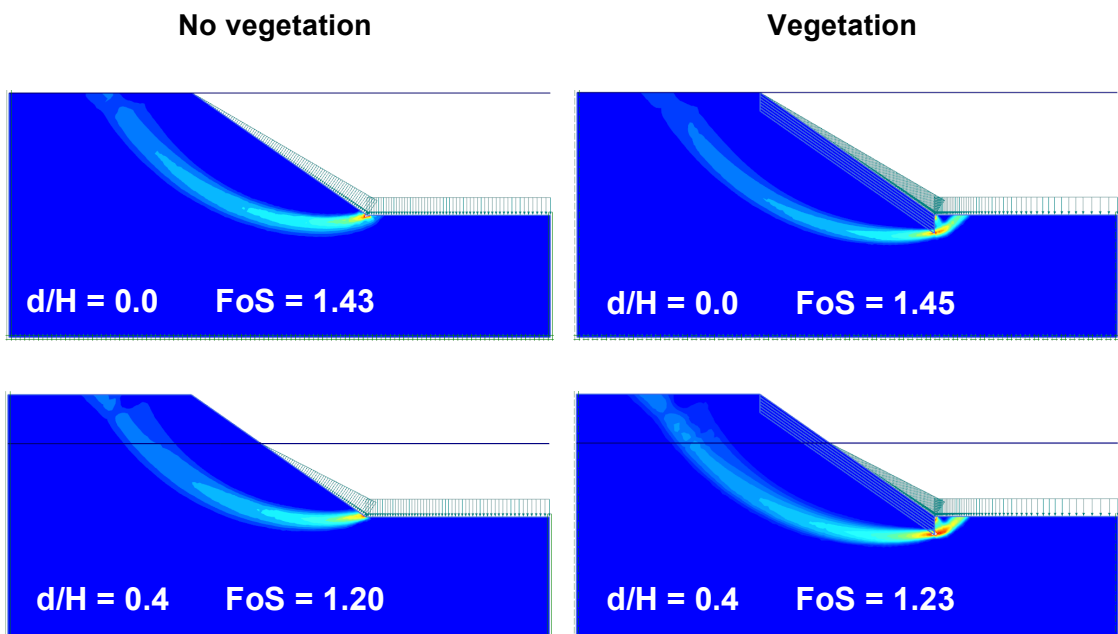 No vegetation
Vegetation
d/H = 0.0 FoS = 1.43
d/H = 0.0 FoS = 1.45
d/H = 0.4 FoS = 1.20
d/H = 0.4 FoS = 1.23